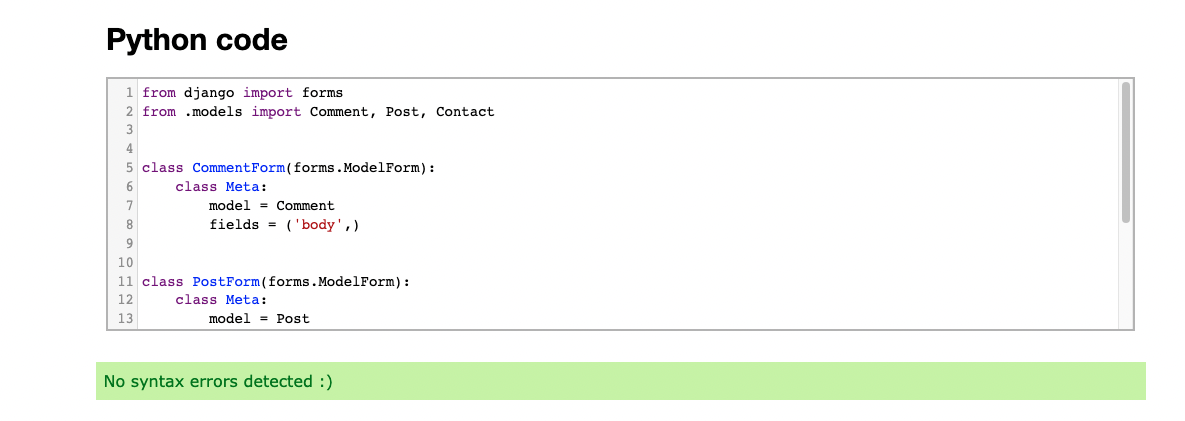 Python code
1 from django import forms
2 from .models import Comment, Post, Contact
3
4
5 class CommentForm(forms.ModelForm):
6     class Meta:
7         model = Comment
8         fields = ('body',)
9
10
11 class PostForm(forms.ModelForm):
12     class Meta:
13         model = Post
No syntax errors detected :)